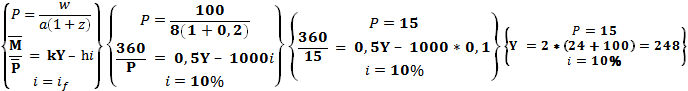 P = w / a(1 + z)
M̅ / P̅ = kY − hi
i = i_f
P = 100 / 8(1 + 0,2)
360 / P = 0,5Y − 1000i
i = 10%
P = 15
360 / 15 = 0,5Y − 1000 * 0,1
i = 10%
P = 15
Y = 2 * (24 + 100) = 248
i = 10%